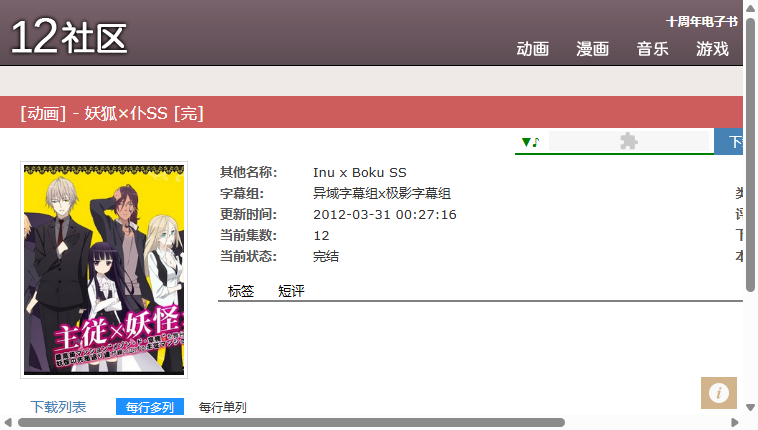 12社区
十周年电子书
动画 漫画 音乐 游戏
[动画] - 妖狐×仆SS [完]
▼♪
其他名称： Inu x Boku SS
字幕组： 异域字幕组x极影字幕组
更新时间： 2012-03-31 00:27:16
当前集数： 12
当前状态： 完结
标签 短评
主従×妖怪
下载列表 每行多列 每行单列